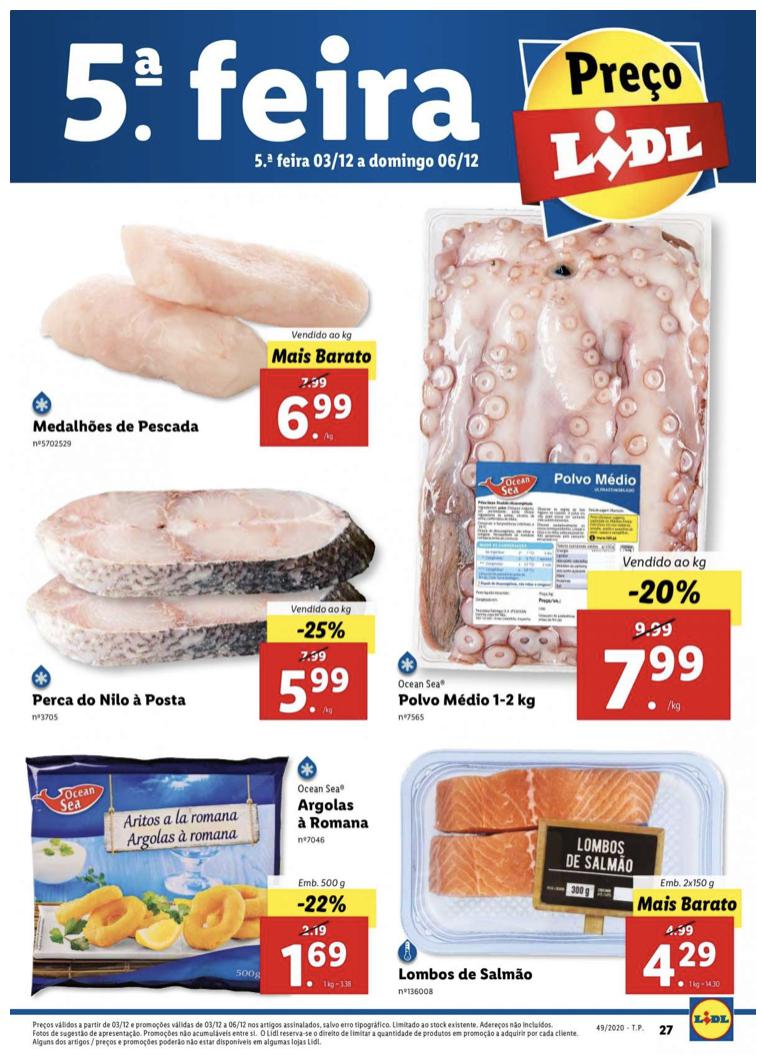 5.ª feira
5.ª feira 03/12 a domingo 06/12
Preço
LIDL
Vendido ao kg
Mais Barato
7.99
6.99
/kg
Medalhões de Pescada
nº5702529
Vendido ao kg
-25%
7.99
5.99
/kg
Perca do Nilo à Posta
nº3705
Ocean Sea
Polvo Médio
ULTRACONGELADO
Vendido ao kg
-20%
9.99
7.99
/kg
Ocean Sea®
Polvo Médio 1-2 kg
nº7565
Ocean Sea
Aritos a la romana
Argolas à romana
500g
Ocean Sea®
Argolas
à Romana
nº7046
Emb. 500 g
-22%
2.19
1.69
1 kg = 3.38
LOMBOS
DE SALMÃO
300 g
Emb. 2x150 g
Mais Barato
4.99
4.29
1 kg = 14.30
Lombos de Salmão
nº136008
Preços válidos a partir de 03/12 e promoções válidas de 03/12 a 06/12 nos artigos assinalados, salvo erro tipográfico. Limitado ao stock existente. Adereços não incluídos.
Fotos de sugestão de apresentação. Promoções não acumuláveis entre si. O Lidl reserva-se o direito de limitar a quantidade de produtos em promoção a adquirir por cada cliente.
Alguns dos artigos / preços e promoções poderão não estar disponíveis em algumas lojas Lidl.
49/2020 - T.P.
27
LIDL